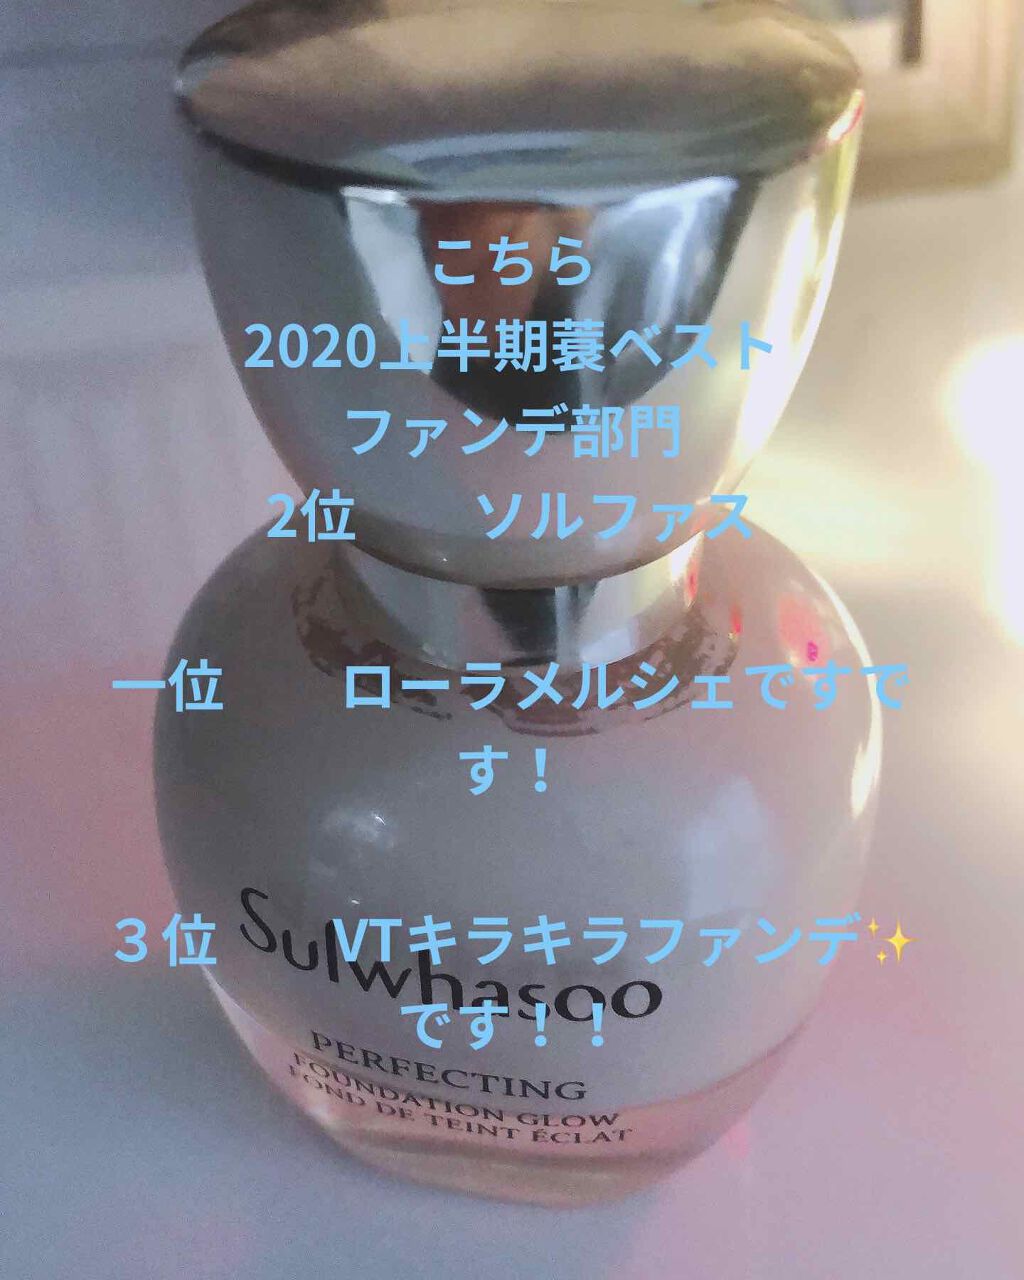 こちら
2020上半期蓑ベスト
ファンデ部門
2位　　ソルファス
一位　　ローラメルシェですで
す！
３位　　VTキラキラファンデ✨
です！！
Sulwhasoo
PERFECTING
FOUNDATION GLOW
FOND DE TEINT ÉCLAT